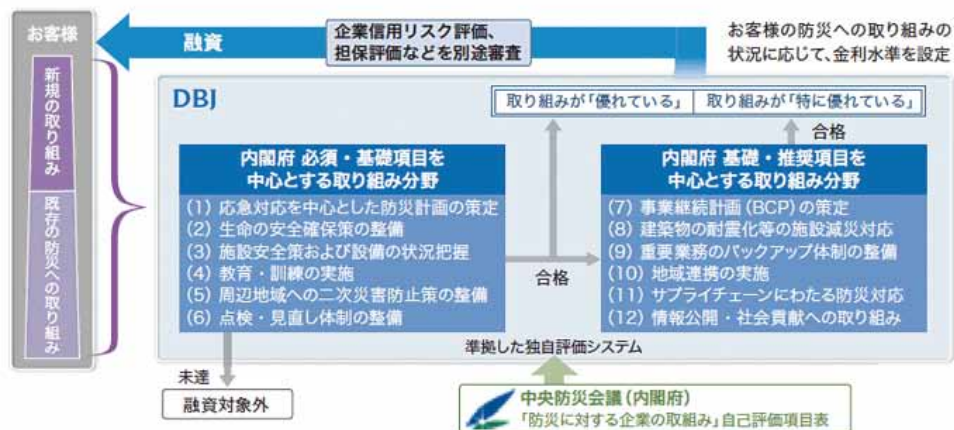 お客様
新規の取り組み
既存の防災への取り組み
融資
企業信用リスク評価、
担保評価などを別途審査
お客様の防災への取り組みの
状況に応じて、金利水準を設定
DBJ
取り組みが「優れている」
取り組みが「特に優れている」
合格
内閣府 必須・基礎項目を
中心とする取り組み分野
(1) 応急対応を中心とした防災計画の策定
(2) 生命の安全確保策の整備
(3) 施設安全策および設備の状況把握
(4) 教育・訓練の実施
(5) 周辺地域への二次災害防止策の整備
(6) 点検・見直し体制の整備
合格
内閣府 基礎・推奨項目を
中心とする取り組み分野
(7) 事業継続計画(BCP)の策定
(8) 建築物の耐震化等の施設減災対応
(9) 重要業務のバックアップ体制の整備
(10) 地域連携の実施
(11) サプライチェーンにわたる防災対応
(12) 情報公開・社会貢献への取り組み
準拠した独自評価システム
未達
融資対象外
中央防災会議(内閣府)
「防災に対する企業の取組み」自己評価項目表